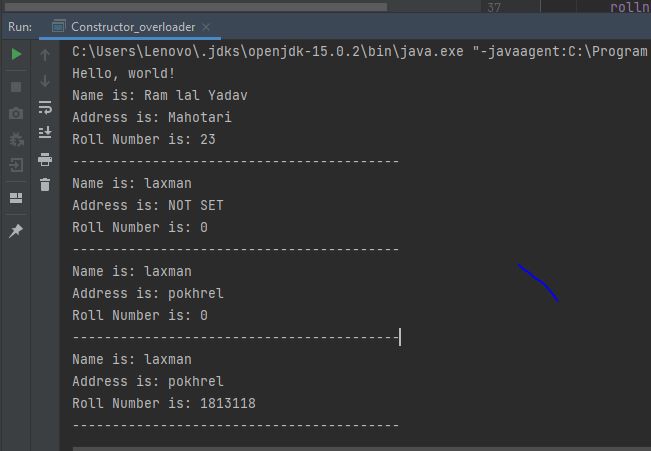 37 rolln
Run: Constructor_overloader ×
C:\Users\Lenovo\.jdks\openjdk-15.0.2\bin\java.exe "-javaagent:C:\Program
Hello, world!
Name is: Ram lal Yadav
Address is: Mahotari
Roll Number is: 23
----------------------------------------
Name is: laxman
Address is: NOT SET
Roll Number is: 0
----------------------------------------
Name is: laxman
Address is: pokhrel
Roll Number is: 0
----------------------------------------
Name is: laxman
Address is: pokhrel
Roll Number is: 1813118
----------------------------------------